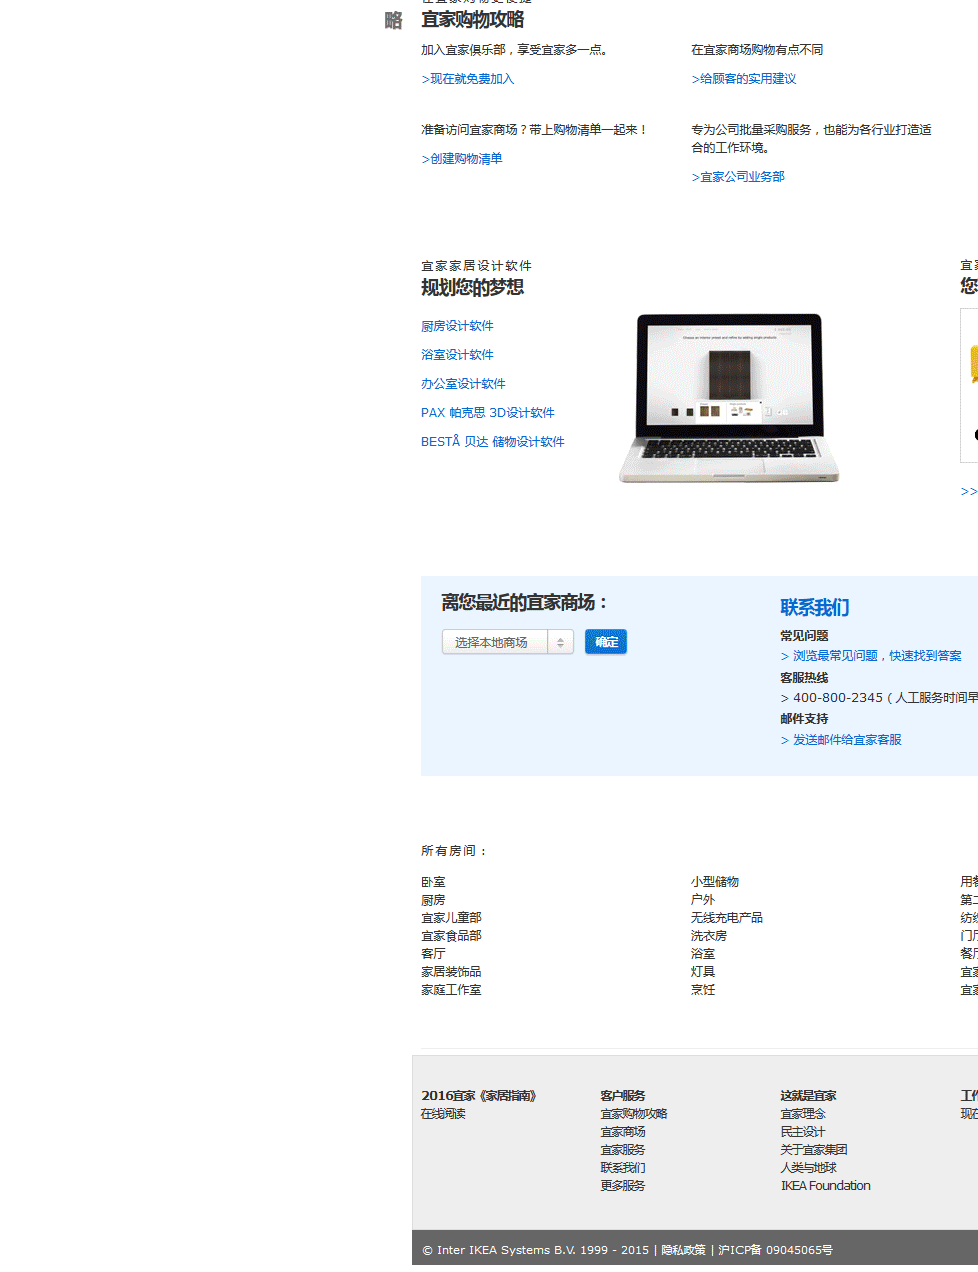 略
宜家购物攻略
加入宜家俱乐部，享受宜家多一点。
>现在就免费加入
在宜家商场购物有点不同
>给顾客的实用建议
准备访问宜家商场？带上购物清单一起来！
>创建购物清单
专为公司批量采购服务，也能为各行业打造适
合的工作环境。
>宜家公司业务部
宜家家居设计软件
规划您的梦想
厨房设计软件
浴室设计软件
办公室设计软件
PAX 帕克思 3D设计软件
BESTÅ 贝达 储物设计软件
您
>>
离您最近的宜家商场：
选择本地商场
确定
联系我们
常见问题
> 浏览最常见问题，快速找到答案
客服热线
> 400-800-2345（人工服务时间早
邮件支持
> 发送邮件给宜家客服
所有房间：
卧室
厨房
宜家儿童部
宜家食品部
客厅
家居装饰品
家庭工作室
小型储物
户外
无线充电产品
洗衣房
浴室
灯具
烹饪
2016宜家《家居指南》
在线阅读
客户服务
宜家购物攻略
宜家商场
宜家服务
联系我们
更多服务
这就是宜家
宜家理念
民主设计
关于宜家集团
人类与地球
IKEA Foundation
© Inter IKEA Systems B.V. 1999 - 2015 | 隐私政策 | 沪ICP备 09045065号